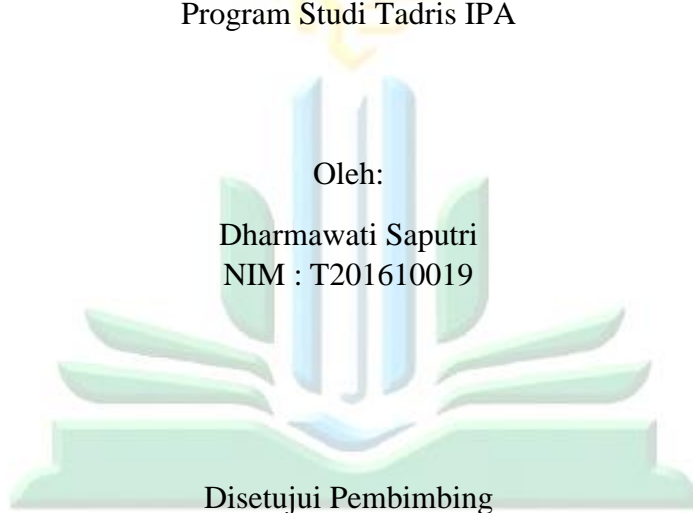 Program Studi Tadris IPA
Oleh:
Dharmawati Saputri
NIM : T201610019
Disetujui Pembimbing